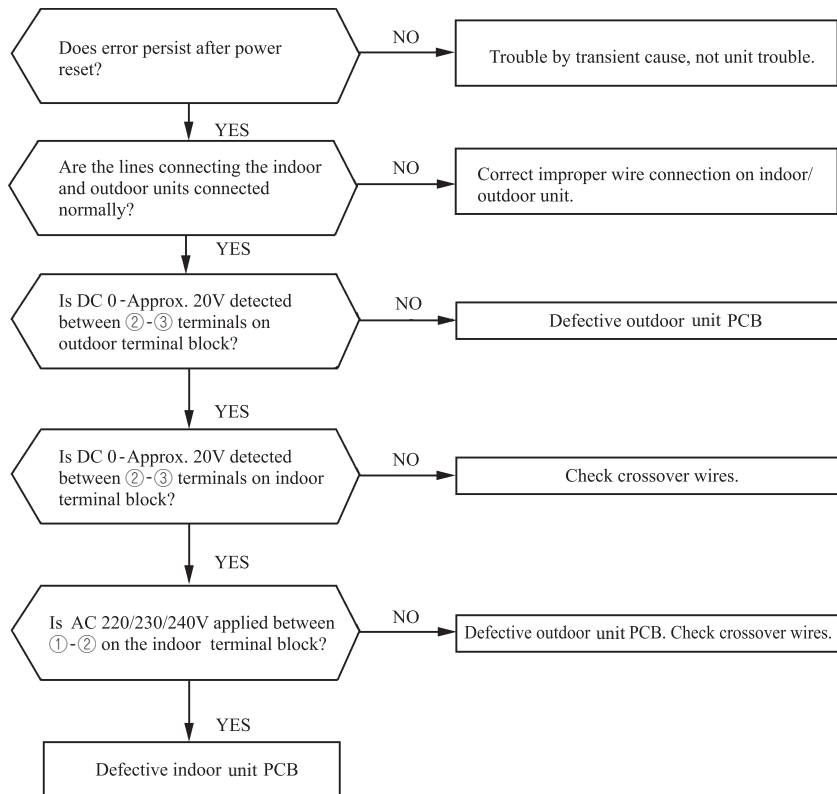 Does error persist after power
reset?
NO
Trouble by transient cause, not unit trouble.
YES
Are the lines connecting the indoor
and outdoor units connected
normally?
NO
Correct improper wire connection on indoor/
outdoor unit.
YES
Is DC 0-Approx. 20V detected
between ②-③ terminals on
outdoor terminal block?
NO
Defective outdoor unit PCB
YES
Is DC 0-Approx. 20V detected
between ②-③ terminals on indoor
terminal block?
NO
Check crossover wires.
YES
Is AC 220/230/240V applied between
①-② on the indoor terminal block?
NO
Defective outdoor unit PCB. Check crossover wires.
YES
Defective indoor unit PCB